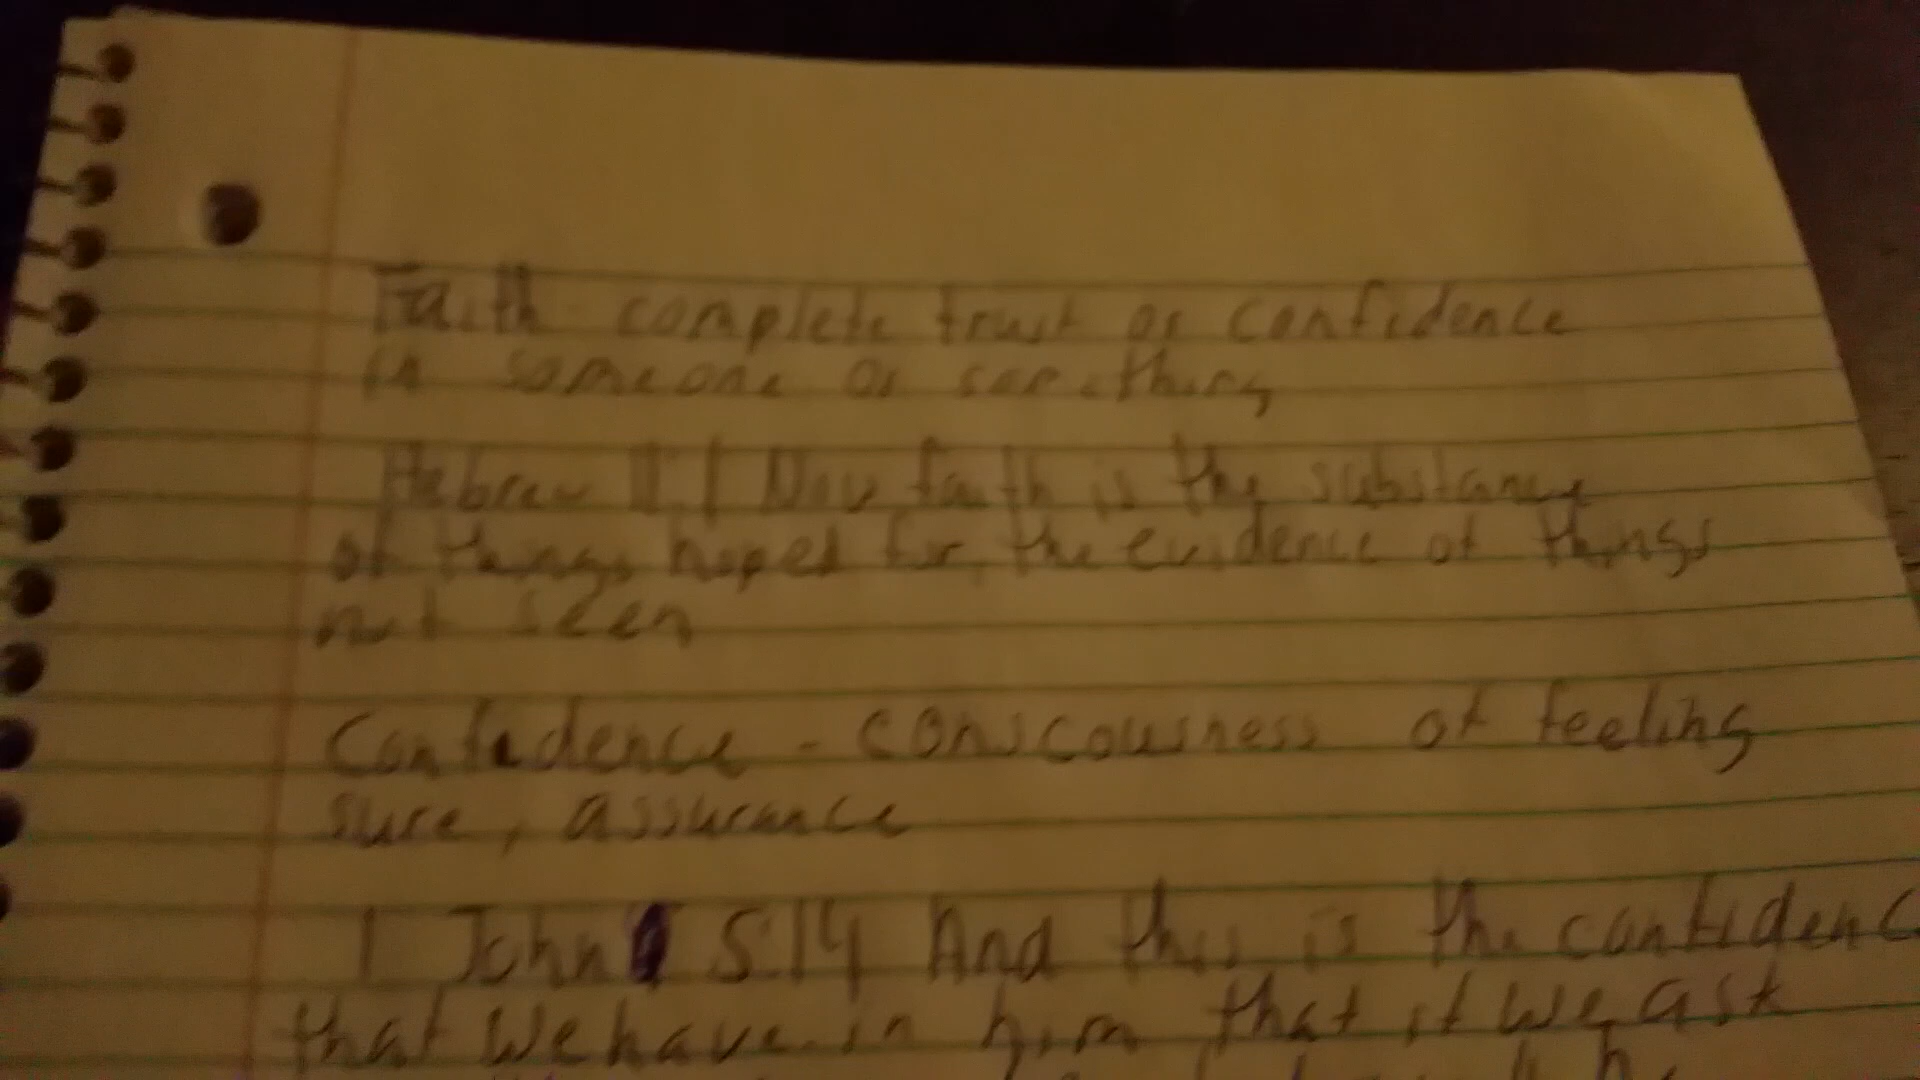 Faith - complete trust or confidence
in someone or something
Hebrew 11:1 Now faith is the substance
of things hoped for, the evidence of things
not seen
Confidence - consciousness of feeling
sure, assurance
1 John 5:14 And this is the confidenc
that we have in him, that if we ask